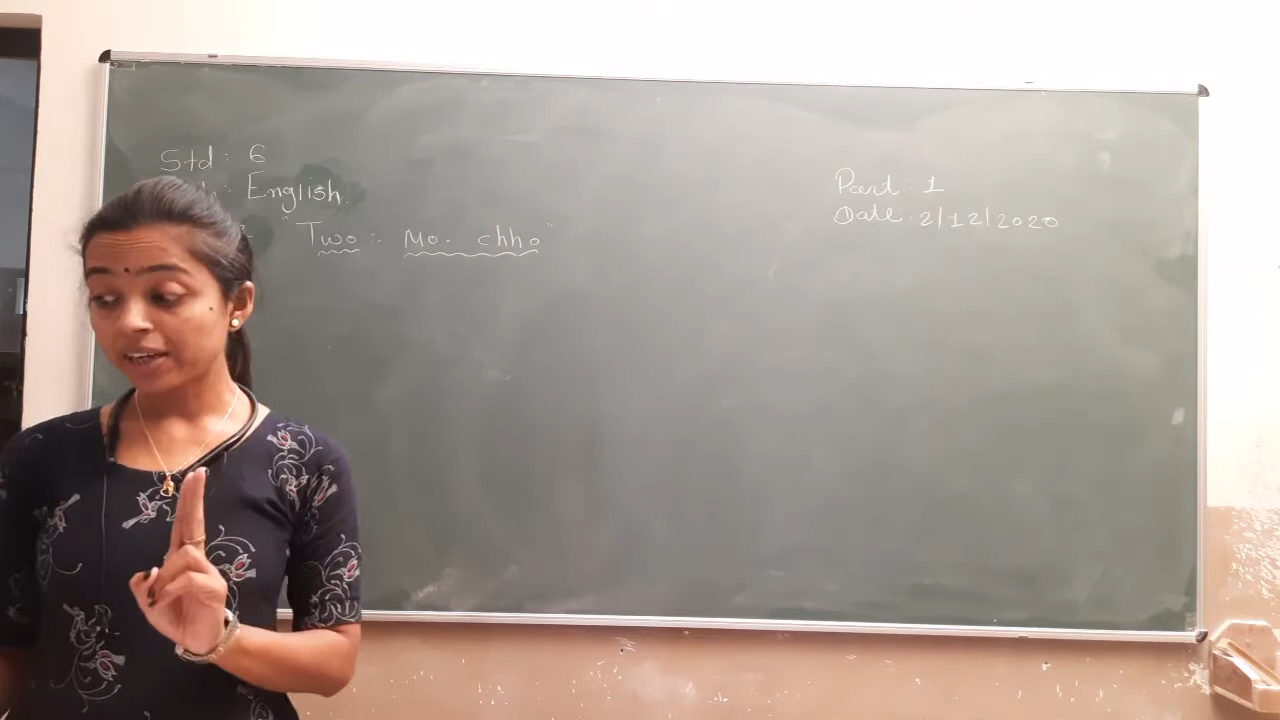 Std : 6
English.
"Two :- Mo. chho"
Part : 1
Date : 2/12/2020